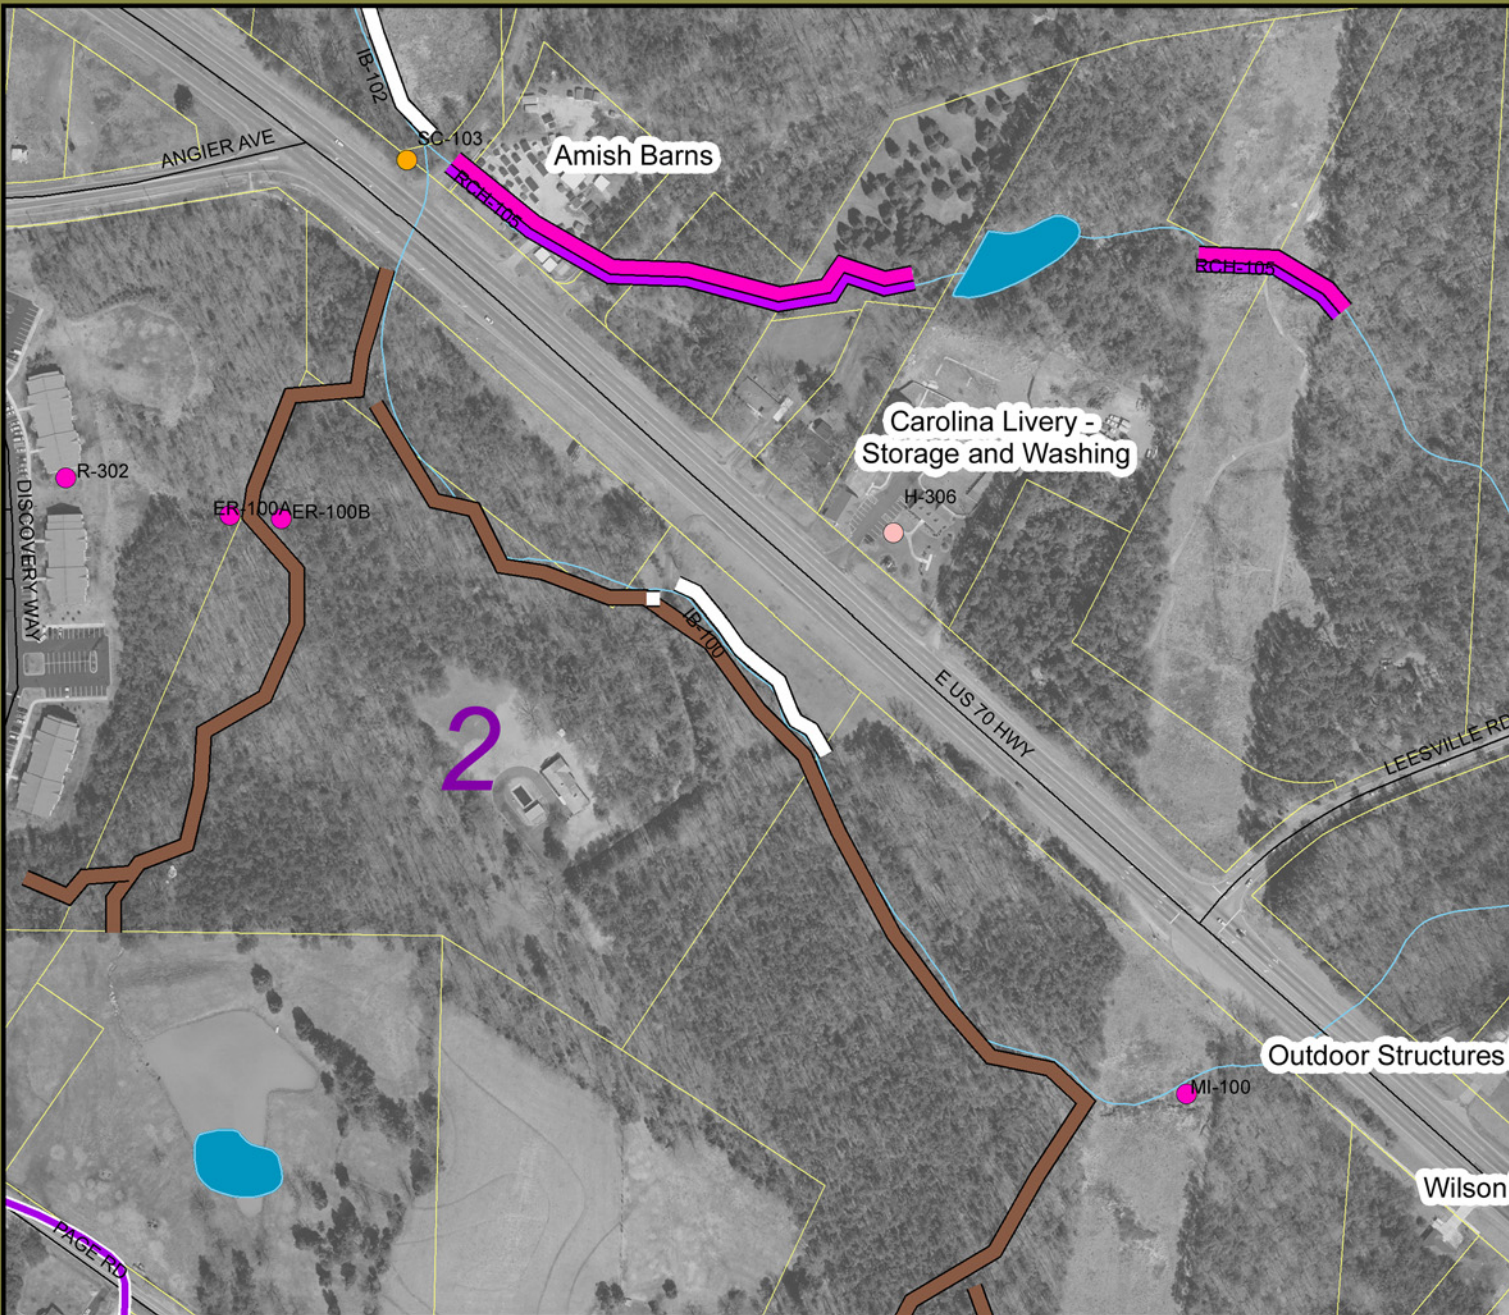 IB-102
SC-103
ANGIER AVE
Amish Barns
RCH-105
RCH-105
Carolina Livery -
Storage and Washing
R-302
H-306
ER-100A
ER-100B
DISCOVERY WAY
IB-100
2
E US 70 HWY
LEESVILLE RD
Outdoor Structures
MI-100
Wilson
PAGE RD